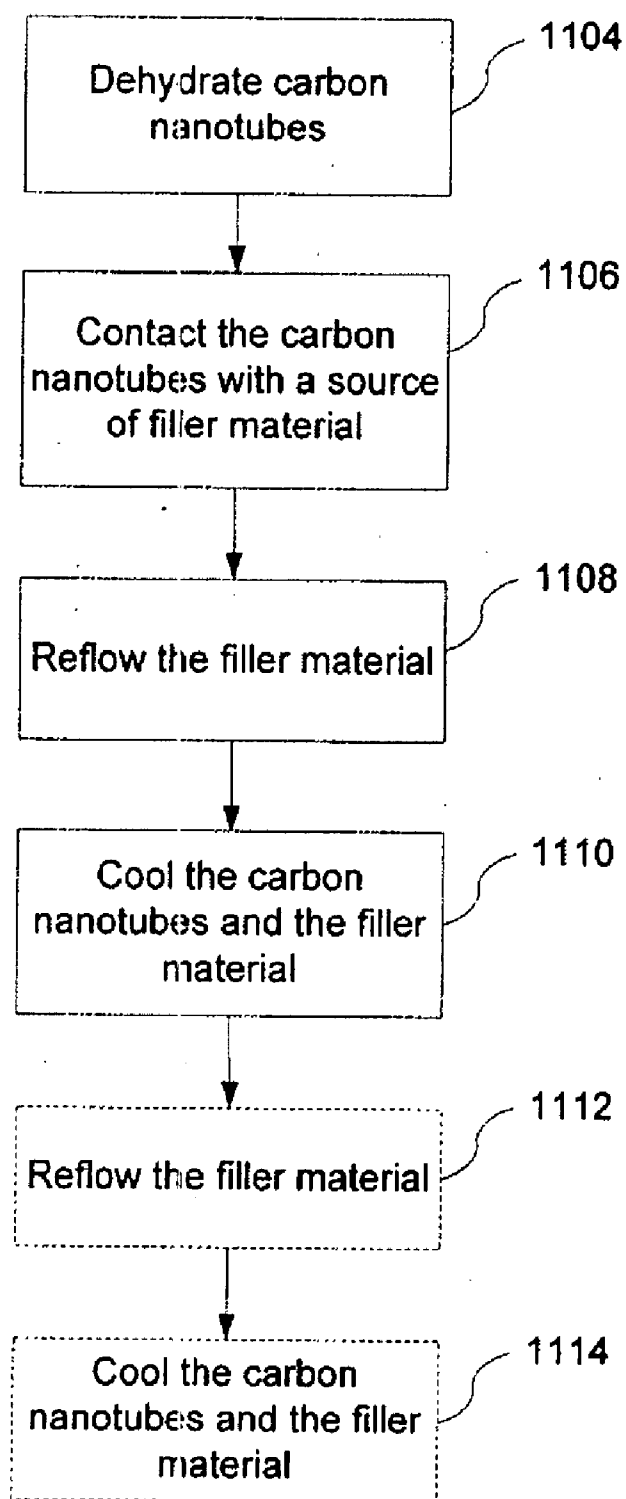 1104
Dehydrate carbon
nanotubes
1106
Contact the carbon
nanotubes with a source
of filler material
1108
Reflow the filler material
1110
Cool the carbon
nanotubes and the filler
material
1112
Reflow the filler material
1114
Cool the carbon
nanotubes and the filler
material